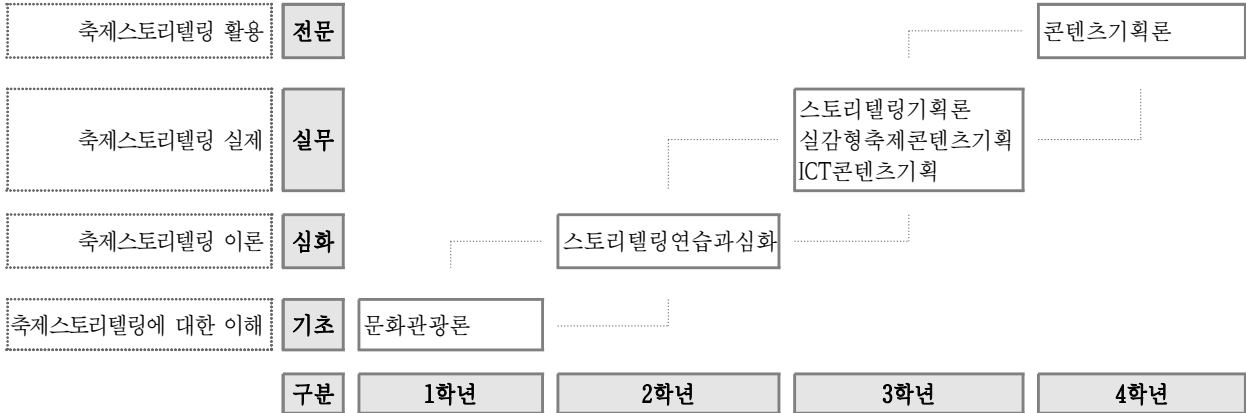 축제스토리텔링 활용 전문 콘텐츠기획론
축제스토리텔링 실제 실무 스토리텔링기획론
실감형축제콘텐츠기획
ICT콘텐츠기획
축제스토리텔링 이론 심화 스토리텔링연습과심화
축제스토리텔링에 대한 이해 기초 문화관광론
구분 1학년 2학년 3학년 4학년